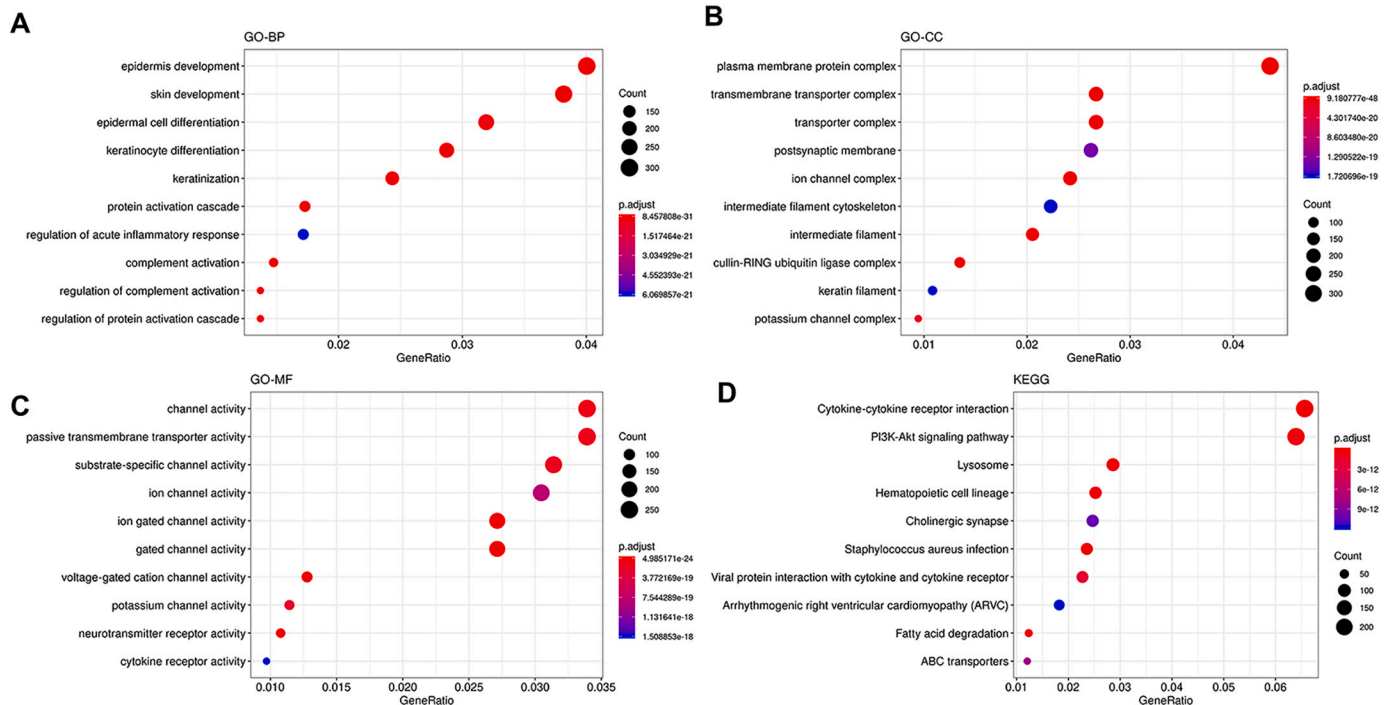 A
GO-BP
epidermis development
skin development
epidermal cell differentiation
keratinocyte differentiation
keratinization
protein activation cascade
regulation of acute inflammatory response
complement activation
regulation of complement activation
regulation of protein activation cascade
0.02 0.03 0.04
GeneRatio
Count
150
200
250
300
p.adjust
8.457808e-31
1.517464e-21
3.034929e-21
4.552393e-21
6.069857e-21
B
GO-CC
plasma membrane protein complex
transmembrane transporter complex
transporter complex
postsynaptic membrane
ion channel complex
intermediate filament cytoskeleton
intermediate filament
cullin-RING ubiquitin ligase complex
keratin filament
potassium channel complex
0.01 0.02 0.03 0.04
GeneRatio
p.adjust
9.180777e-48
4.301740e-20
8.603480e-20
1.290522e-19
1.720696e-19
Count
100
150
200
250
300
C
GO-MF
channel activity
passive transmembrane transporter activity
substrate-specific channel activity
ion channel activity
ion gated channel activity
gated channel activity
voltage-gated cation channel activity
potassium channel activity
neurotransmitter receptor activity
cytokine receptor activity
0.010 0.015 0.020 0.025 0.030 0.035
GeneRatio
Count
100
150
200
250
p.adjust
4.985171e-24
3.772169e-19
7.544289e-19
1.131641e-18
1.508853e-18
D
KEGG
Cytokine-cytokine receptor interaction
PI3K-Akt signaling pathway
Lysosome
Hematopoietic cell lineage
Cholinergic synapse
Staphylococcus aureus infection
Viral protein interaction with cytokine and cytokine receptor
Arrhythmogenic right ventricular cardiomyopathy (ARVC)
Fatty acid degradation
ABC transporters
0.01 0.02 0.03 0.04 0.05 0.06
GeneRatio
p.adjust
3e-12
6e-12
9e-12
Count
50
100
150
200